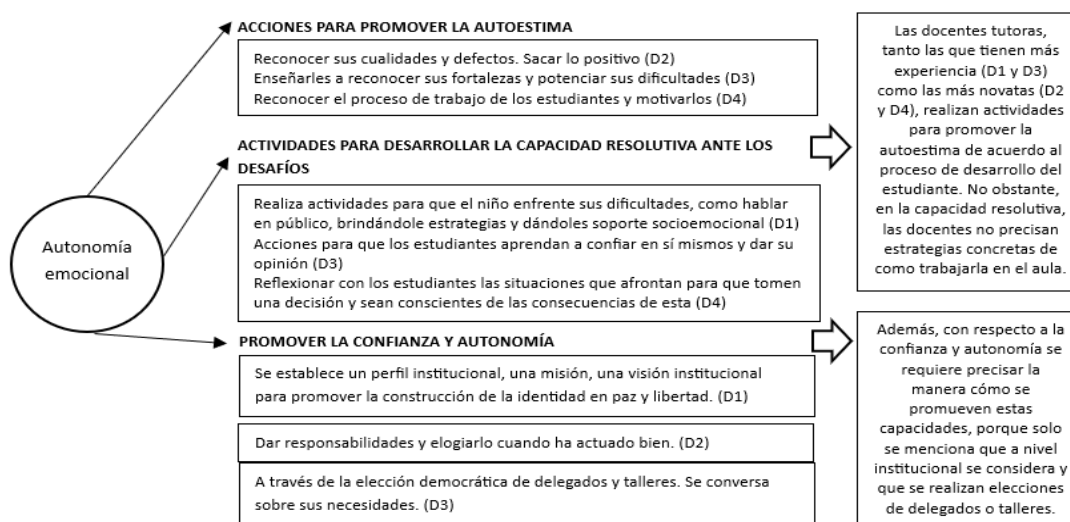 Autonomía
emocional
ACCIONES PARA PROMOVER LA AUTOESTIMA
Reconocer sus cualidades y defectos. Sacar lo positivo (D2)
Enseñarles a reconocer sus fortalezas y potenciar sus dificultades (D3)
Reconocer el proceso de trabajo de los estudiantes y motivarlos (D4)
ACTIVIDADES PARA DESARROLLAR LA CAPACIDAD RESOLUTIVA ANTE LOS
DESAFÍOS
Realiza actividades para que el niño enfrente sus dificultades, como hablar
en público, brindándole estrategias y dándoles soporte socioemocional (D1)
Acciones para que los estudiantes aprendan a confiar en sí mismos y dar su
opinión (D3)
Reflexionar con los estudiantes las situaciones que afrontan para que tomen
una decisión y sean conscientes de las consecuencias de esta (D4)
PROMOVER LA CONFIANZA Y AUTONOMÍA
Se establece un perfil institucional, una misión, una visión institucional
para promover la construcción de la identidad en paz y libertad. (D1)
Dar responsabilidades y elogiarlo cuando ha actuado bien. (D2)
A través de la elección democrática de delegados y talleres. Se conversa
sobre sus necesidades. (D3)
Las docentes tutoras,
tanto las que tienen más
experiencia (D1 y D3)
como las más novatas (D2
y D4), realizan actividades
para promover la
autoestima de acuerdo al
proceso de desarrollo del
estudiante. No obstante,
en la capacidad resolutiva,
las docentes no precisan
estrategias concretas de
como trabajarla en el aula.
Además, con respecto a la
confianza y autonomía se
requiere precisar la
manera cómo se
promueven estas
capacidades, porque solo
se menciona que a nivel
institucional se considera y
que se realizan elecciones
de delegados o talleres.